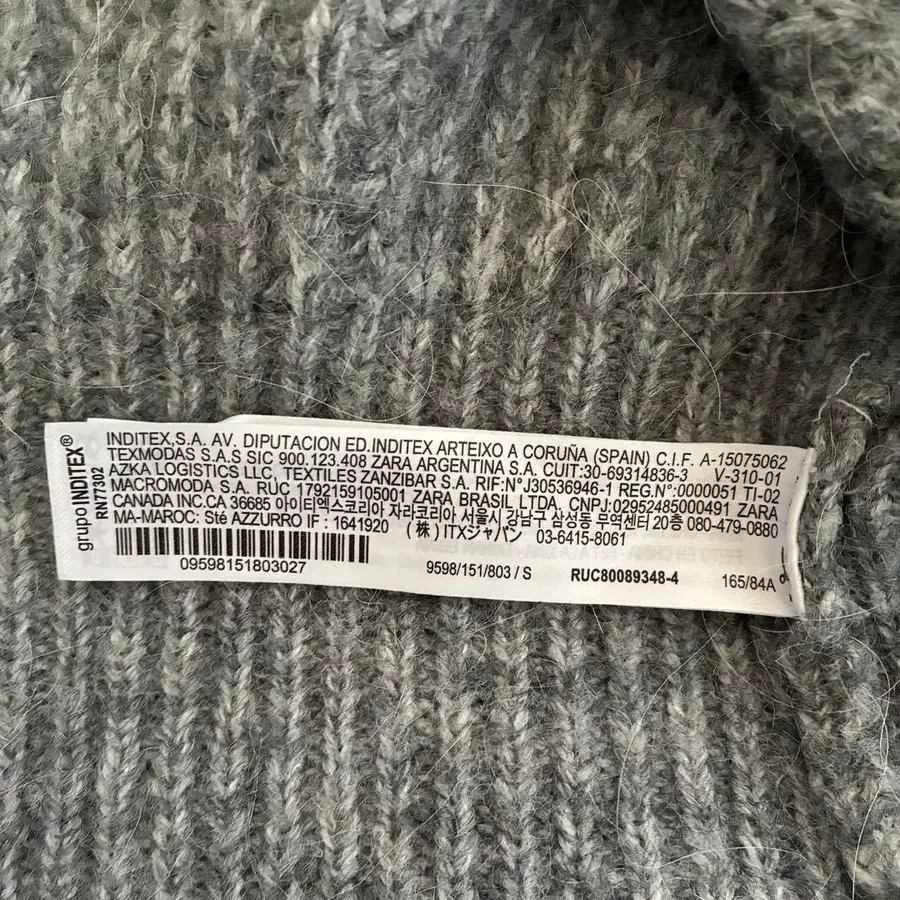 grupo INDITEX®
RN77302
INDITEX,S.A. AV. DIPUTACION ED.INDITEX ARTEIXO A CORUÑA (SPAIN) C.I.F. A-15075062
TEXMODAS S.A.S SIC 900.123.408 ZARA ARGENTINA S.A. CUIT:30-69314836-3 V-310-01
AZKA LOGISTICS LLC, TEXTILES ZANZIBAR S.A. RIF:N°J30536946-1 REG.N°:0000051 TI-02
MACROMODA S.A. RUC 1792159105001 ZARA BRASIL LTDA. CNPJ:02952485000491 ZARA
CANADA INC.CA 36685 아이티엑스코리아 자라코리아 서울시 강남구 삼성동 무역센터 20층 080-479-0880
MA-MAROC: Sté AZZURRO IF : 1641920 (株)ITXジャパン 03-6415-8061
09598151803027 9598/151/803 / S RUC80089348-4 165/84A